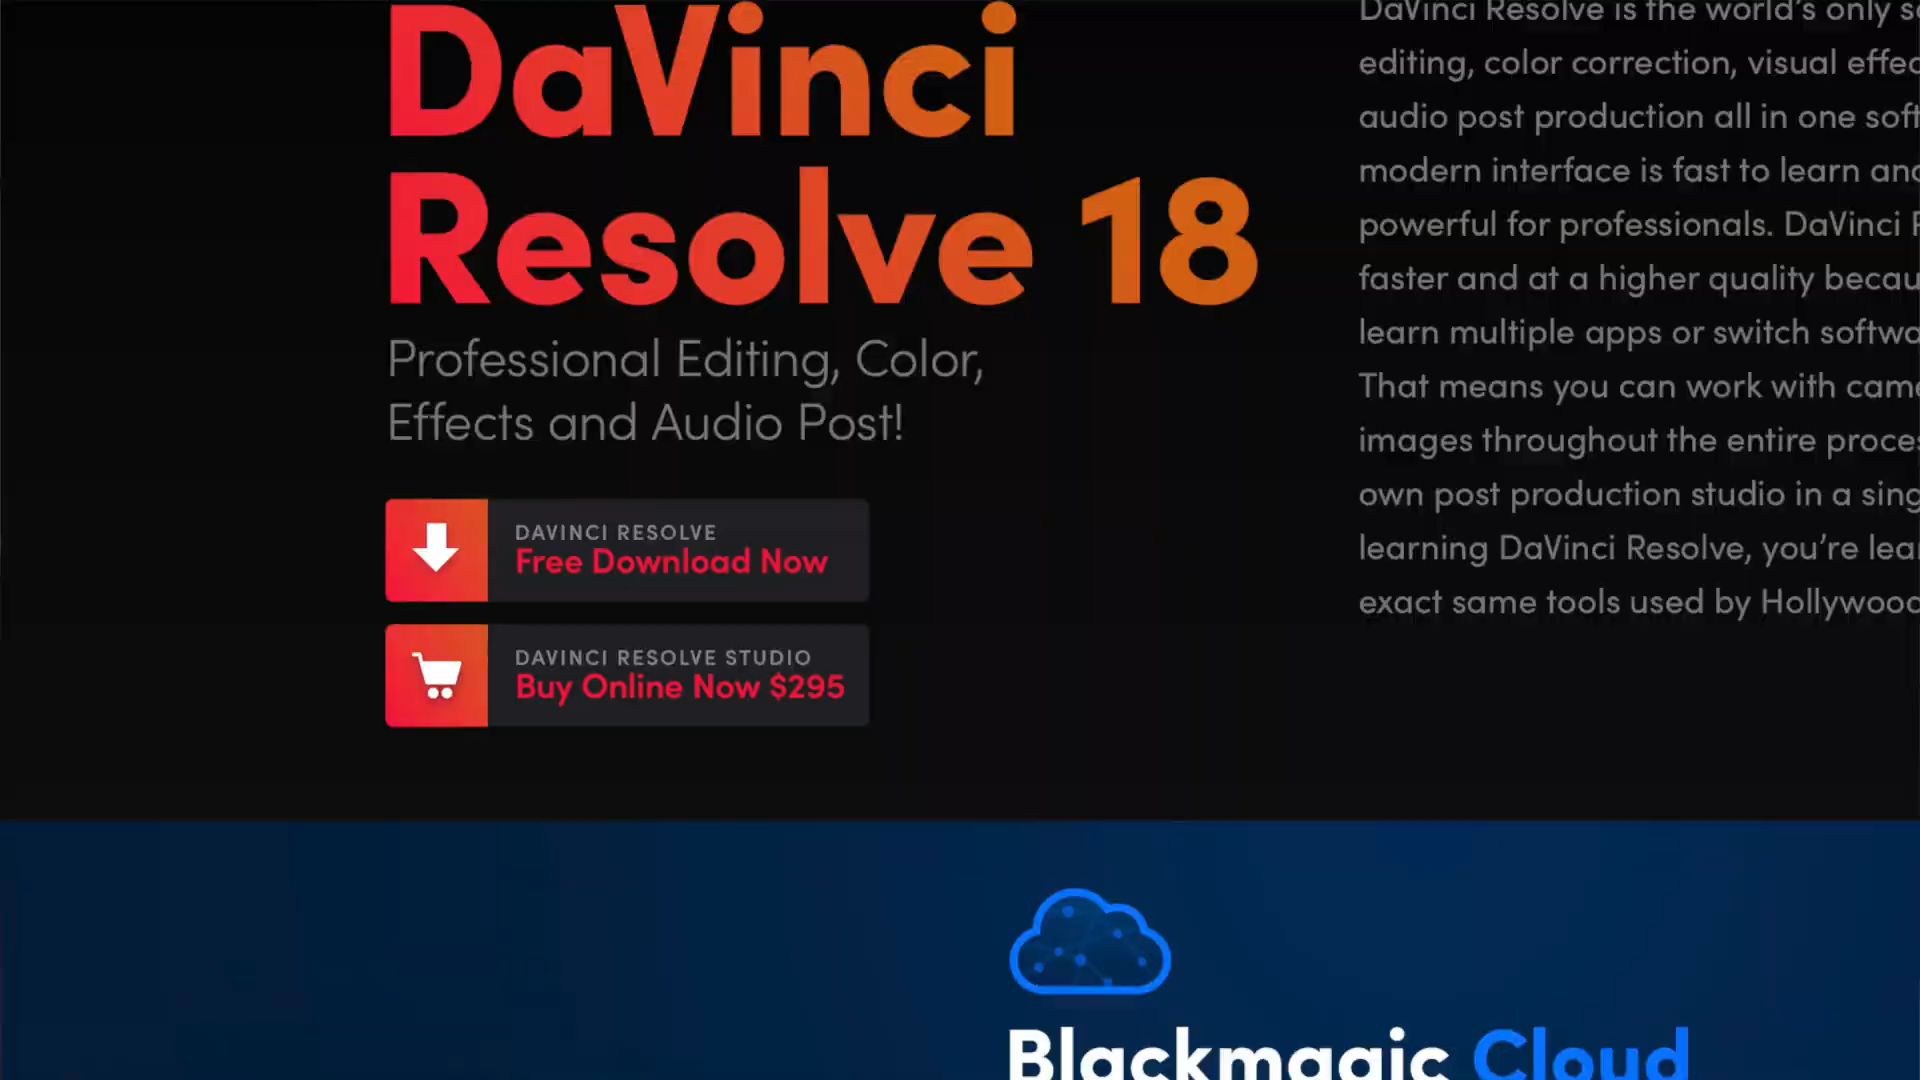 DaVinci
Resolve 18
Professional Editing, Color,
Effects and Audio Post!
DAVINCI RESOLVE
Free Download Now
DAVINCI RESOLVE STUDIO
Buy Online Now $295
DaVinci Resolve is the world's only
editing, color correction, visual
audio post production all in one
modern interface is fast to learn
powerful for professionals. DaVinci
faster and at a higher quality
learn multiple apps or switch
That means you can work with
images throughout the entire
own post production studio in a
learning DaVinci Resolve, you're
exact same tools used by
Blackmagic Cloud